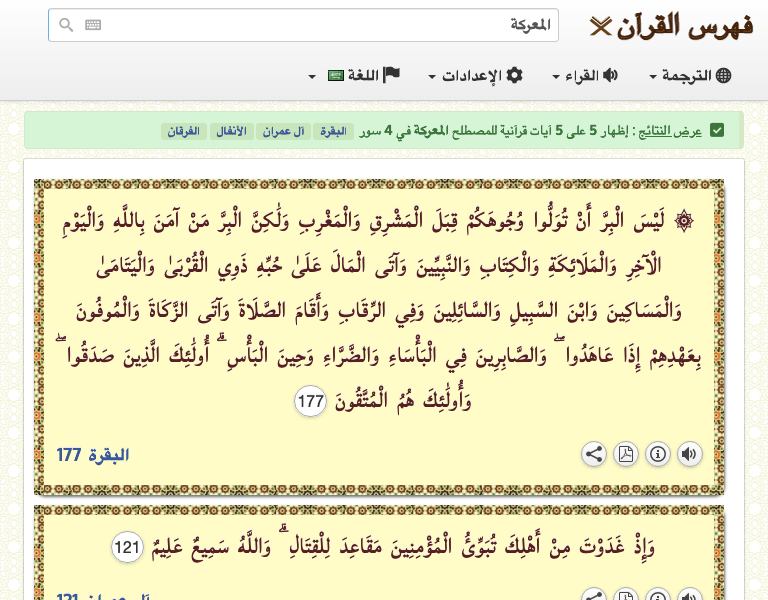 فهرس القرآن
المعركة
الترجمة القراء الإعدادات اللغة
عرض النتائج : إظهار 5 على 5 آيات قرآنية للمصطلح المعركة في 4 سور البقرة آل عمران الأنفال الفرقان
۞ لَيْسَ الْبِرَّ أَنْ تُوَلُّوا وُجُوهَكُمْ قِبَلَ الْمَشْرِقِ وَالْمَغْرِبِ وَلَٰكِنَّ الْبِرَّ مَنْ آمَنَ بِاللَّهِ وَالْيَوْمِ
الْآخِرِ وَالْمَلَائِكَةِ وَالْكِتَابِ وَالنَّبِيِّينَ وَآتَى الْمَالَ عَلَىٰ حُبِّهِ ذَوِي الْقُرْبَىٰ وَالْيَتَامَىٰ
وَالْمَسَاكِينَ وَابْنَ السَّبِيلِ وَالسَّائِلِينَ وَفِي الرِّقَابِ وَأَقَامَ الصَّلَاةَ وَآتَى الزَّكَاةَ وَالْمُوفُونَ
بِعَهْدِهِمْ إِذَا عَاهَدُوا ۖ وَالصَّابِرِينَ فِي الْبَأْسَاءِ وَالضَّرَّاءِ وَحِينَ الْبَأْسِ ۗ أُولَٰئِكَ الَّذِينَ صَدَقُوا ۖ
وَأُولَٰئِكَ هُمُ الْمُتَّقُونَ 177
البقرة 177
وَإِذْ غَدَوْتَ مِنْ أَهْلِكَ تُبَوِّئُ الْمُؤْمِنِينَ مَقَاعِدَ لِلْقِتَالِ ۗ وَاللَّهُ سَمِيعٌ عَلِيمٌ 121
آل عمران 121